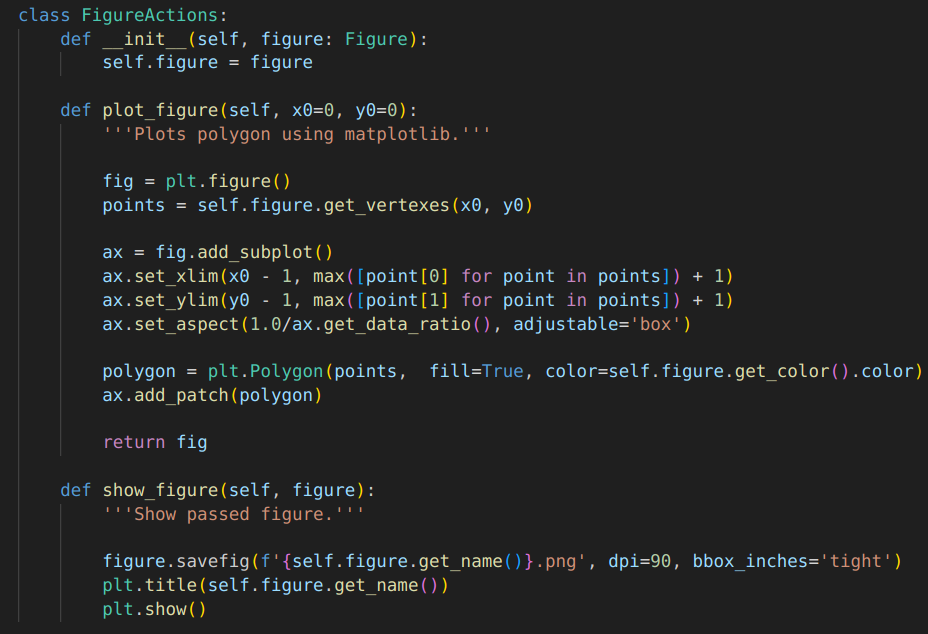 class FigureActions:
    def __init__(self, figure: Figure):
        self.figure = figure

    def plot_figure(self, x0=0, y0=0):
        '''Plots polygon using matplotlib.'''

        fig = plt.figure()
        points = self.figure.get_vertexes(x0, y0)

        ax = fig.add_subplot()
        ax.set_xlim(x0 - 1, max([point[0] for point in points]) + 1)
        ax.set_ylim(y0 - 1, max([point[1] for point in points]) + 1)
        ax.set_aspect(1.0/ax.get_data_ratio(), adjustable='box')

        polygon = plt.Polygon(points,  fill=True, color=self.figure.get_color().color)
        ax.add_patch(polygon)

        return fig

    def show_figure(self, figure):
        '''Show passed figure.'''

        figure.savefig(f'{self.figure.get_name()}.png', dpi=90, bbox_inches='tight')
        plt.title(self.figure.get_name())
        plt.show()